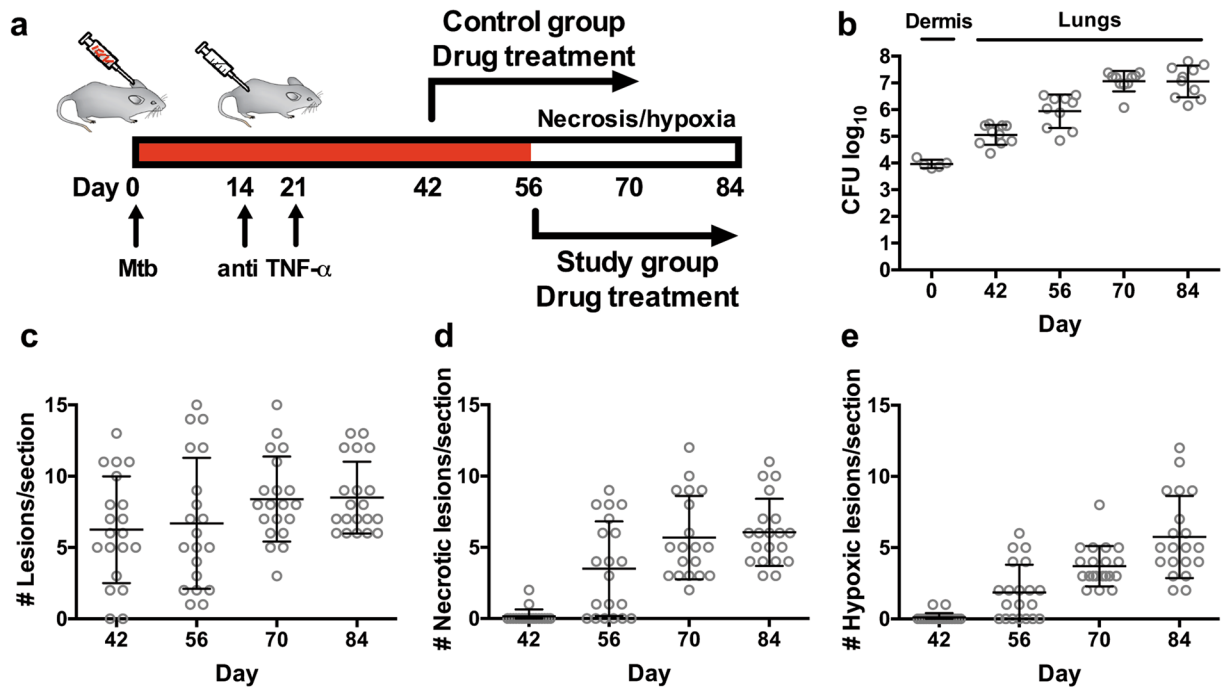 a
Control group
Drug treatment
Necrosis/hypoxia
Day 0 14 21 42 56 70 84
Mtb
anti TNF-α
Study group
Drug treatment
b
Dermis Lungs
CFU log10
8
7
6
5
4
3
2
1
0
0 42 56 70 84
Day
c
# Lesions/section
15
10
5
0
42 56 70 84
Day
d
# Necrotic lesions/section
15
10
5
0
42 56 70 84
Day
e
# Hypoxic lesions/section
15
10
5
0
42 56 70 84
Day